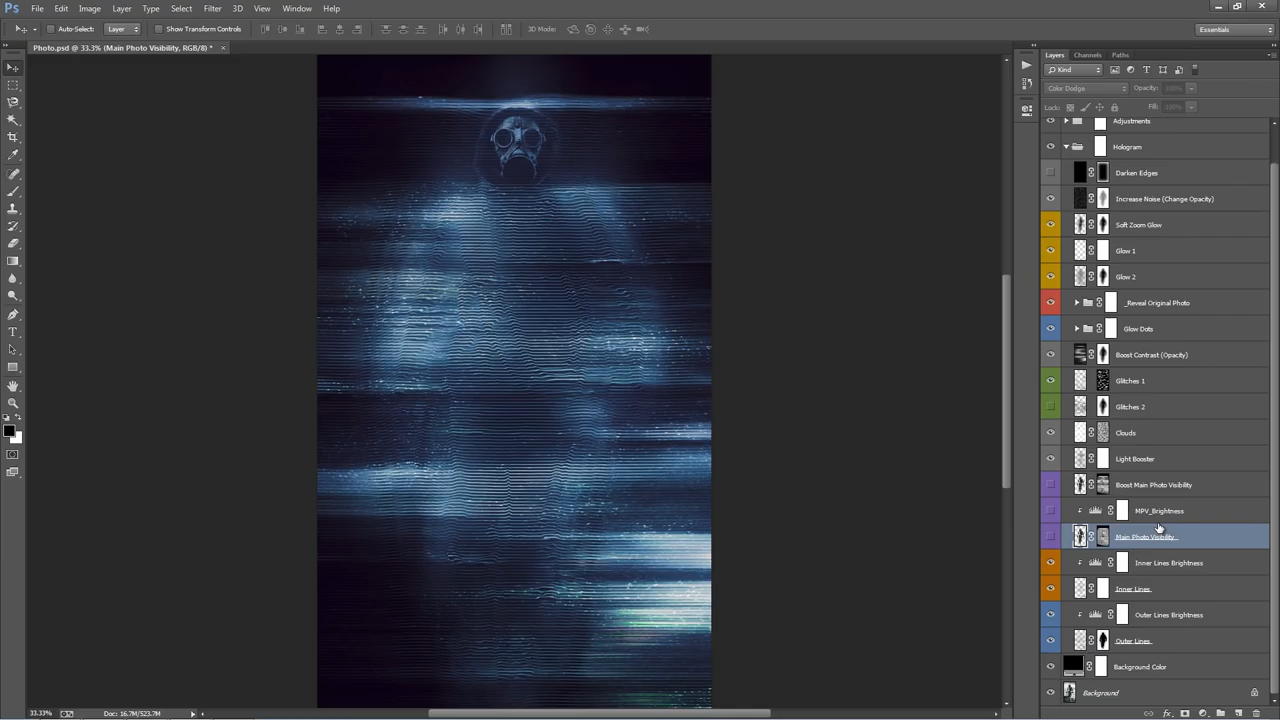 Ps File Edit Image Layer Type Select Filter 3D View Window Help
Auto-Select: Layer Show Transform Controls 3D Mode: Essentials
Photo.psd @ 33.3% (Main Photo Visibility, RGB/8) * ×
Layers Channels Paths
Kind
Color Dodge Opacity: 100%
Lock: Fill: 100%
Adjustments
Hologram
Darken Edges
Increase Noise (Change Opacity)
Soft Zoom Glow
Glow 1
Glow 2
_Reveal Original Photo
Glow Dots
Boost Contrast (Opacity)
Glitches 1
Glitches 2
Clouds
Light Booster
Boost Main Photo Visibility
MPV_Brightness
Main Photo Visibility
Inner Lines Brightness
Inner Lines
Outer Lines Brightness
Outer Lines
Background Color
Background
33.33% Doc: 16.7M/523.7M